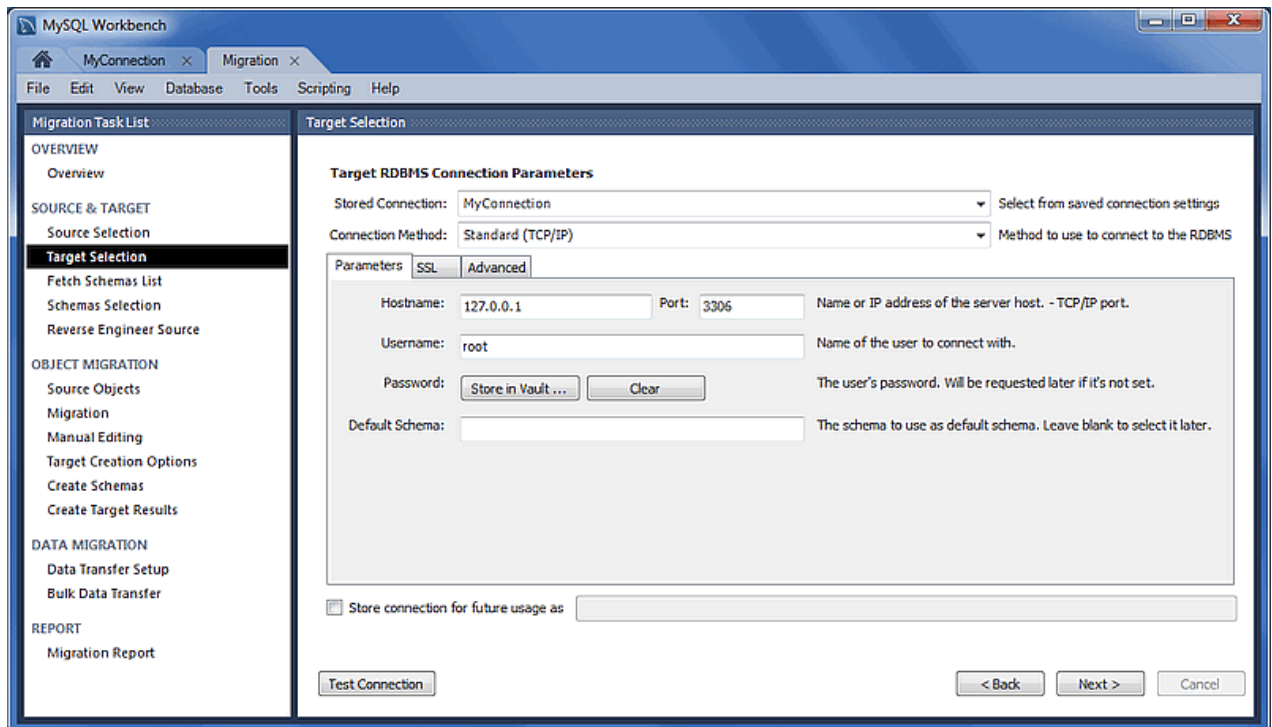 MySQL Workbench
MyConnection × Migration ×
File Edit View Database Tools Scripting Help
Migration Task List
OVERVIEW
Overview
SOURCE & TARGET
Source Selection
Target Selection
Fetch Schemas List
Schemas Selection
Reverse Engineer Source
OBJECT MIGRATION
Source Objects
Migration
Manual Editing
Target Creation Options
Create Schemas
Create Target Results
DATA MIGRATION
Data Transfer Setup
Bulk Data Transfer
REPORT
Migration Report
Target Selection
Target RDBMS Connection Parameters
Stored Connection: MyConnection Select from saved connection settings
Connection Method: Standard (TCP/IP) Method to use to connect to the RDBMS
Parameters SSL Advanced
Hostname: 127.0.0.1 Port: 3306 Name or IP address of the server host. - TCP/IP port.
Username: root Name of the user to connect with.
Password: Store in Vault ... Clear The user's password. Will be requested later if it's not set.
Default Schema: The schema to use as default schema. Leave blank to select it later.
Store connection for future usage as
Test Connection < Back Next > Cancel